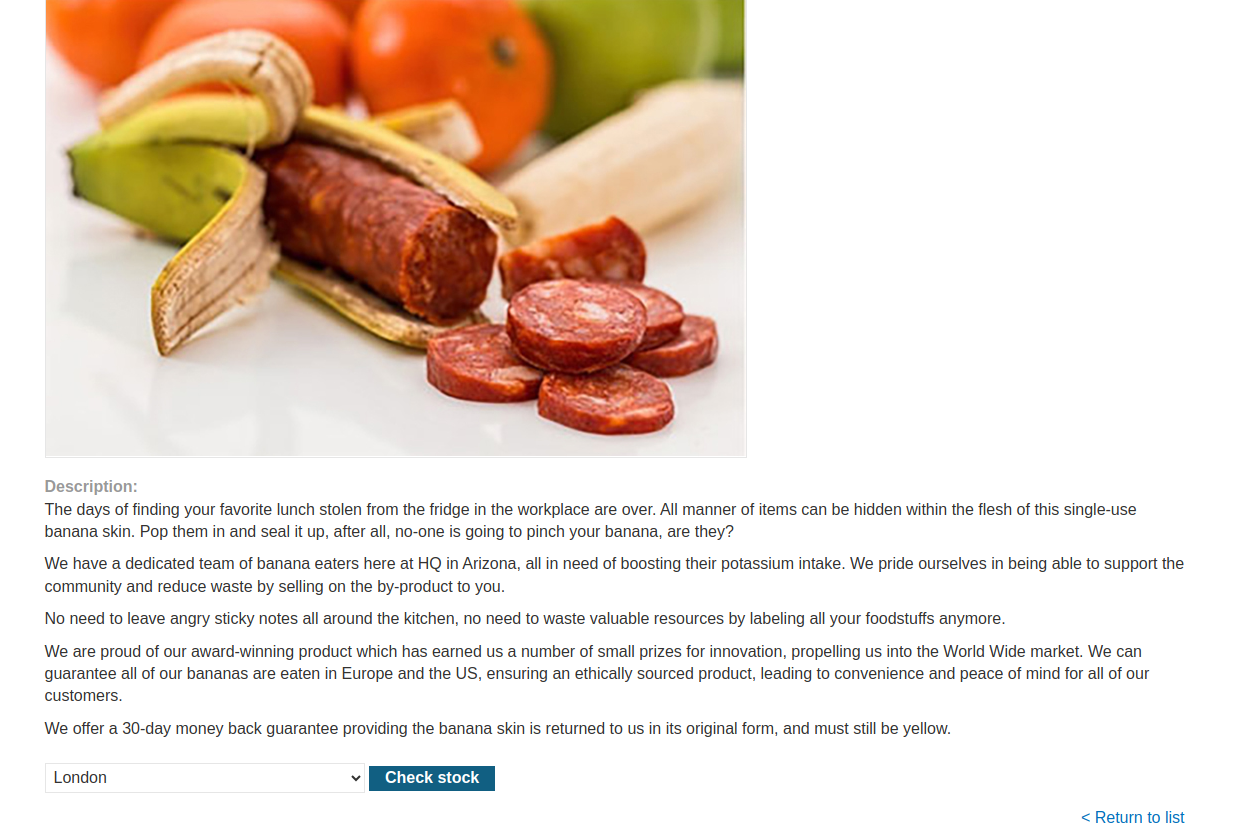 Description:
The days of finding your favorite lunch stolen from the fridge in the workplace are over. All manner of items can be hidden within the flesh of this single-use
banana skin. Pop them in and seal it up, after all, no-one is going to pinch your banana, are they?
We have a dedicated team of banana eaters here at HQ in Arizona, all in need of boosting their potassium intake. We pride ourselves in being able to support the
community and reduce waste by selling on the by-product to you.
No need to leave angry sticky notes all around the kitchen, no need to waste valuable resources by labeling all your foodstuffs anymore.
We are proud of our award-winning product which has earned us a number of small prizes for innovation, propelling us into the World Wide market. We can
guarantee all of our bananas are eaten in Europe and the US, ensuring an ethically sourced product, leading to convenience and peace of mind for all of our
customers.
We offer a 30-day money back guarantee providing the banana skin is returned to us in its original form, and must still be yellow.
London Check stock
< Return to list